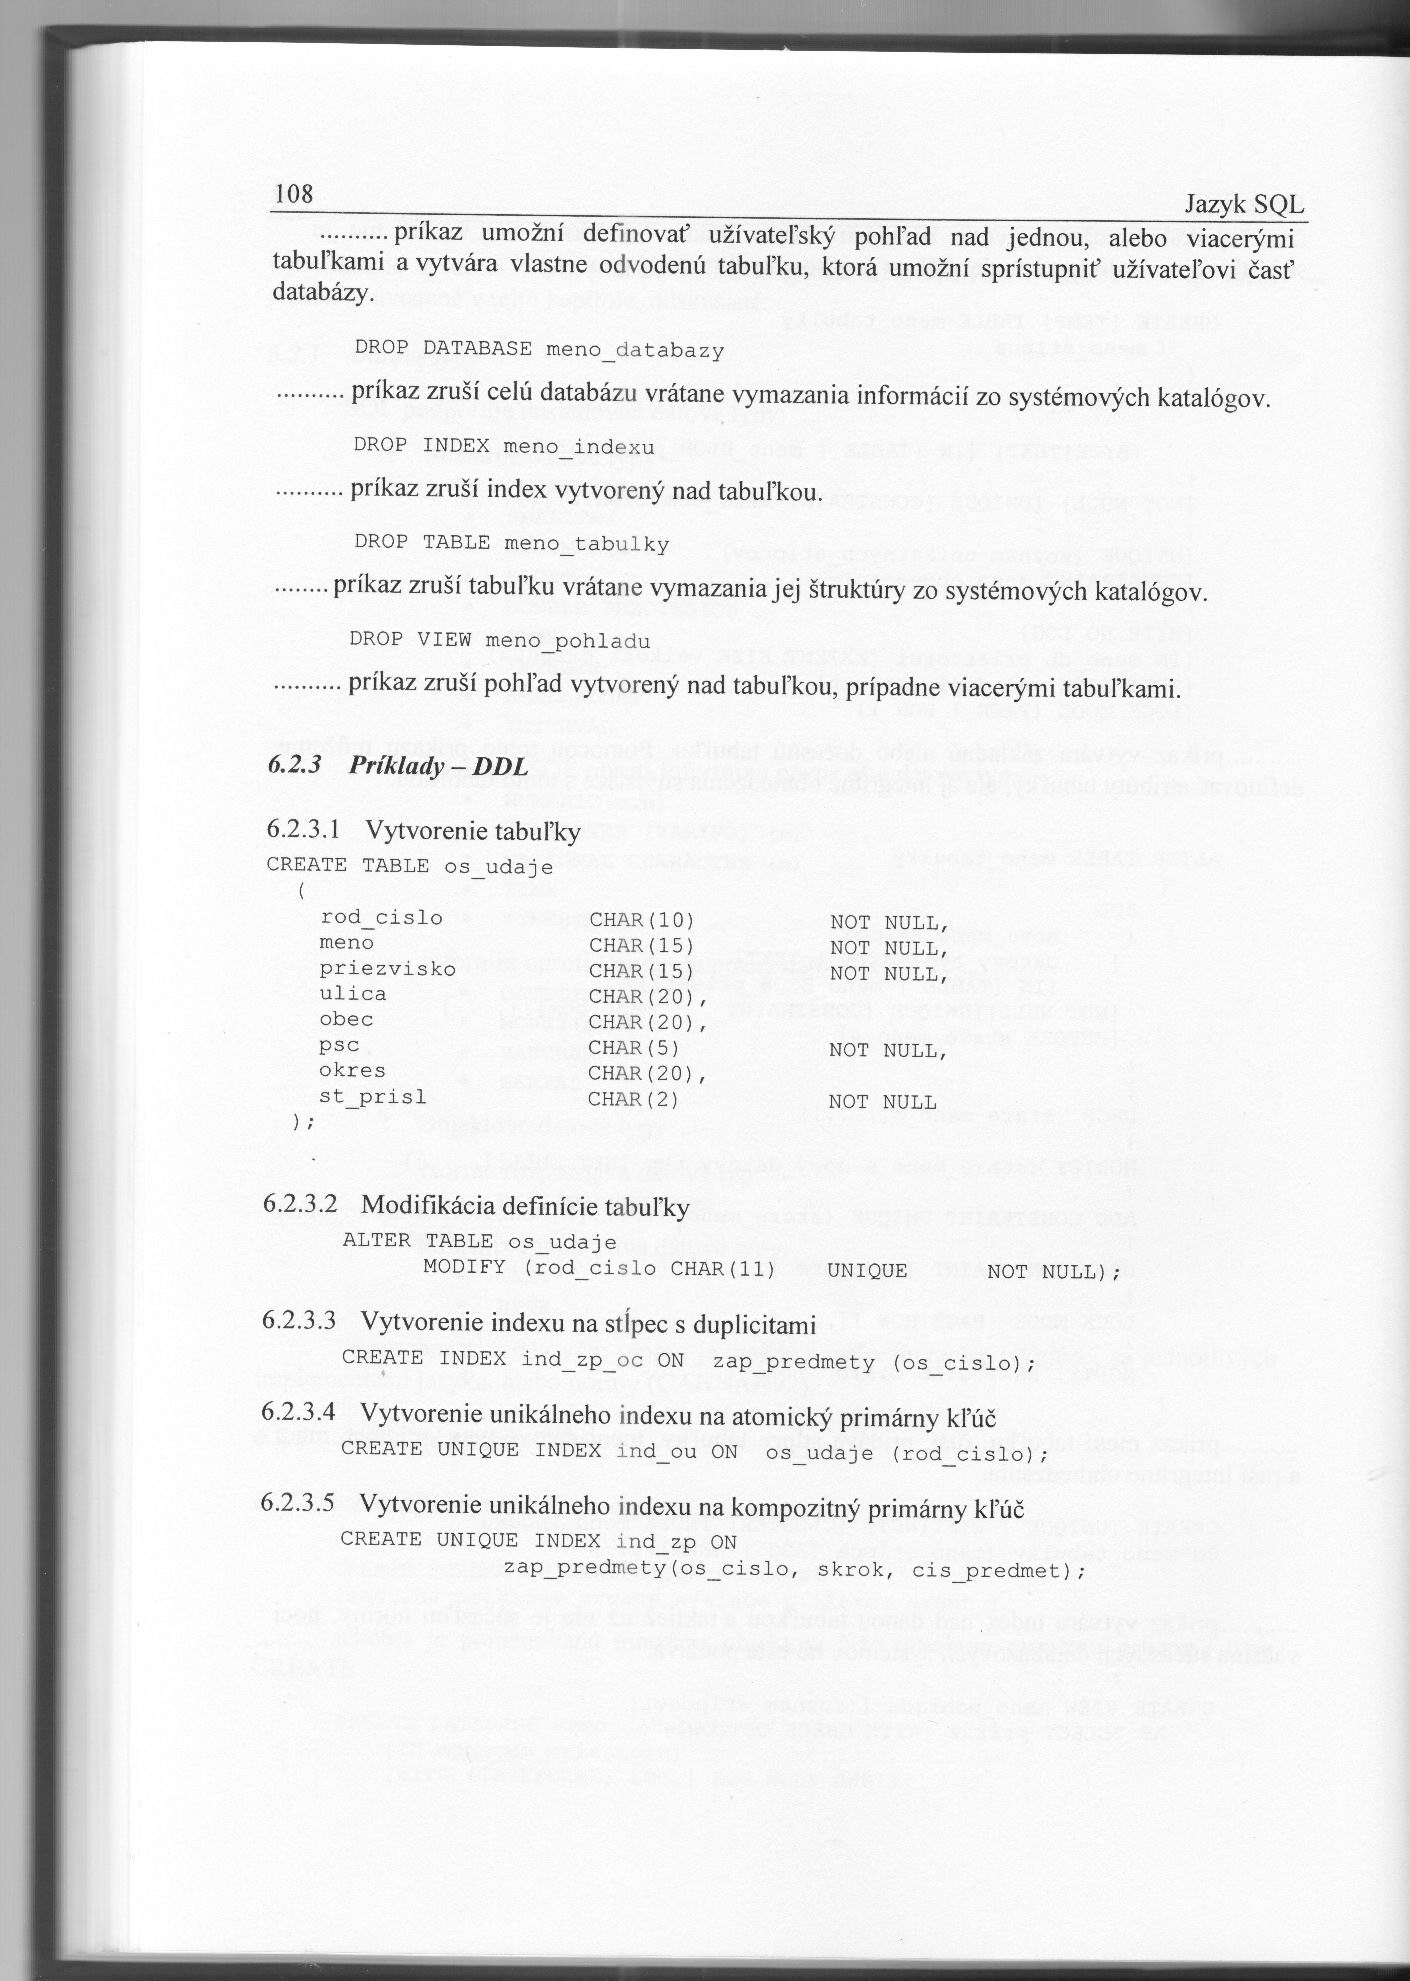 108
Jazyk SQL
.......... príkaz umožní definovať užívateľský pohľad nad jednou, alebo viacerými
tabuľkami a vytvára vlastne odvodenú tabuľku, ktorá umožní sprístupniť užívateľovi časť
databázy.
DROP DATABASE meno_databazy
.......... príkaz zruší celú databázu vrátane vymazania informácií zo systémových katalógov.
DROP INDEX meno_indexu
.......... príkaz zruší index vytvorený nad tabuľkou.
DROP TABLE meno_tabulky
........ príkaz zruší tabuľku vrátane vymazania jej štruktúry zo systémových katalógov.
DROP VIEW meno_pohladu
.......... príkaz zruší pohľad vytvorený nad tabuľkou, prípadne viacerými tabuľkami.
6.2.3 Príklady – DDL
6.2.3.1 Vytvorenie tabuľky
CREATE TABLE os_udaje
(
rod_cislo CHAR(10) NOT NULL,
meno CHAR(15) NOT NULL,
priezvisko CHAR(15) NOT NULL,
ulica CHAR(20),
obec CHAR(20),
psc CHAR(5) NOT NULL,
okres CHAR(20),
st_prisl CHAR(2) NOT NULL
);
6.2.3.2 Modifikácia definície tabuľky
ALTER TABLE os_udaje
MODIFY (rod_cislo CHAR(11) UNIQUE NOT NULL);
6.2.3.3 Vytvorenie indexu na stĺpec s duplicitami
CREATE INDEX ind_zp_oc ON zap_predmety (os_cislo);
6.2.3.4 Vytvorenie unikálneho indexu na atomický primárny kľúč
CREATE UNIQUE INDEX ind_ou ON os_udaje (rod_cislo);
6.2.3.5 Vytvorenie unikálneho indexu na kompozitný primárny kľúč
CREATE UNIQUE INDEX ind_zp ON
zap_predmety(os_cislo, skrok, cis_predmet);